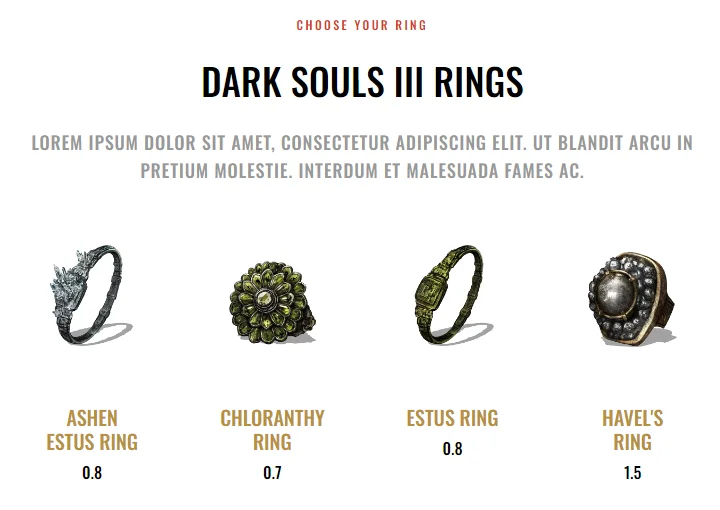 CHOOSE YOUR RING
DARK SOULS III RINGS
LOREM IPSUM DOLOR SIT AMET, CONSECTETUR ADIPISCING ELIT. UT BLANDIT ARCU IN
PRETIUM MOLESTIE. INTERDUM ET MALESUADA FAMES AC.
ASHEN
ESTUS RING
0.8
CHLORANTHY
RING
0.7
ESTUS RING
0.8
HAVEL'S
RING
1.5